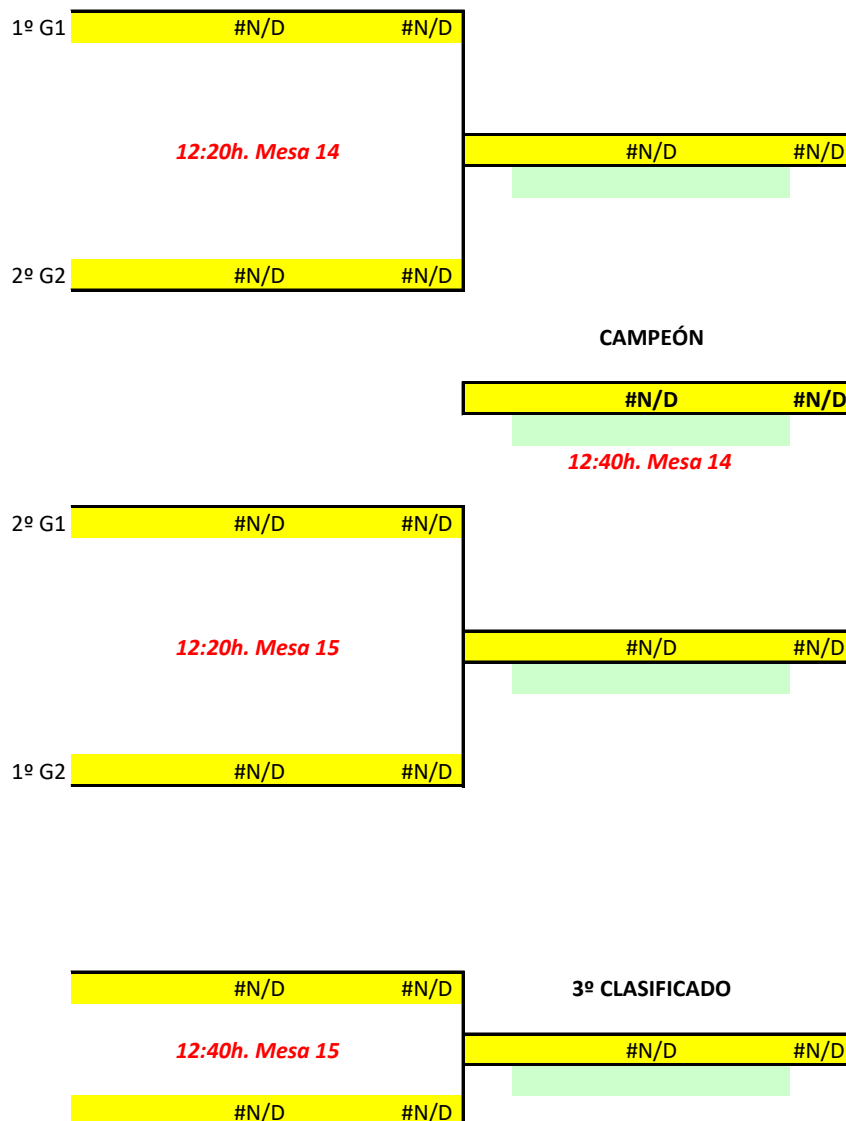 1º G1 #N/D #N/D
12:20h. Mesa 14 #N/D #N/D
2º G2 #N/D #N/D
CAMPEÓN
#N/D #N/D
12:40h. Mesa 14
2º G1 #N/D #N/D
12:20h. Mesa 15 #N/D #N/D
1º G2 #N/D #N/D
#N/D #N/D 3º CLASIFICADO
12:40h. Mesa 15 #N/D #N/D
#N/D #N/D